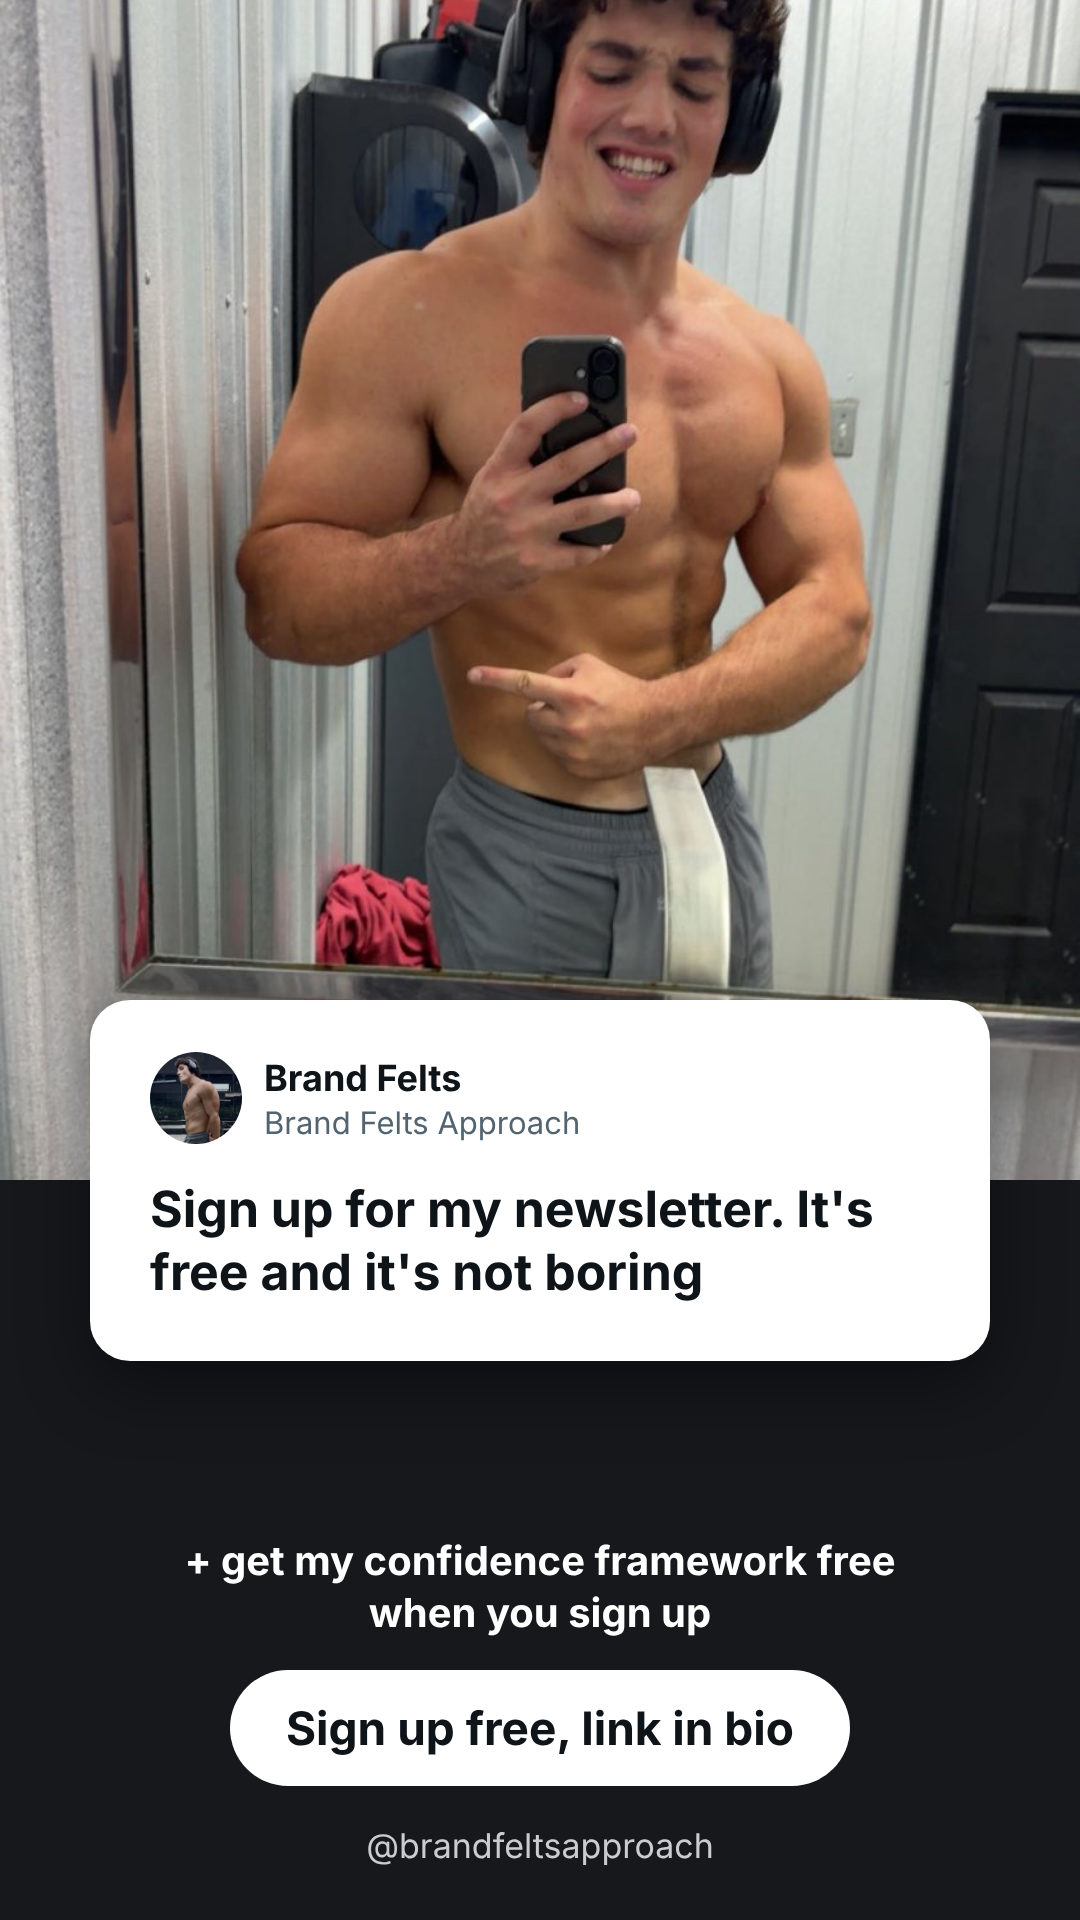 Brand Felts
Brand Felts Approach
Sign up for my newsletter. It's
free and it's not boring
+ get my confidence framework free
when you sign up
Sign up free, link in bio
@brandfeltsapproach